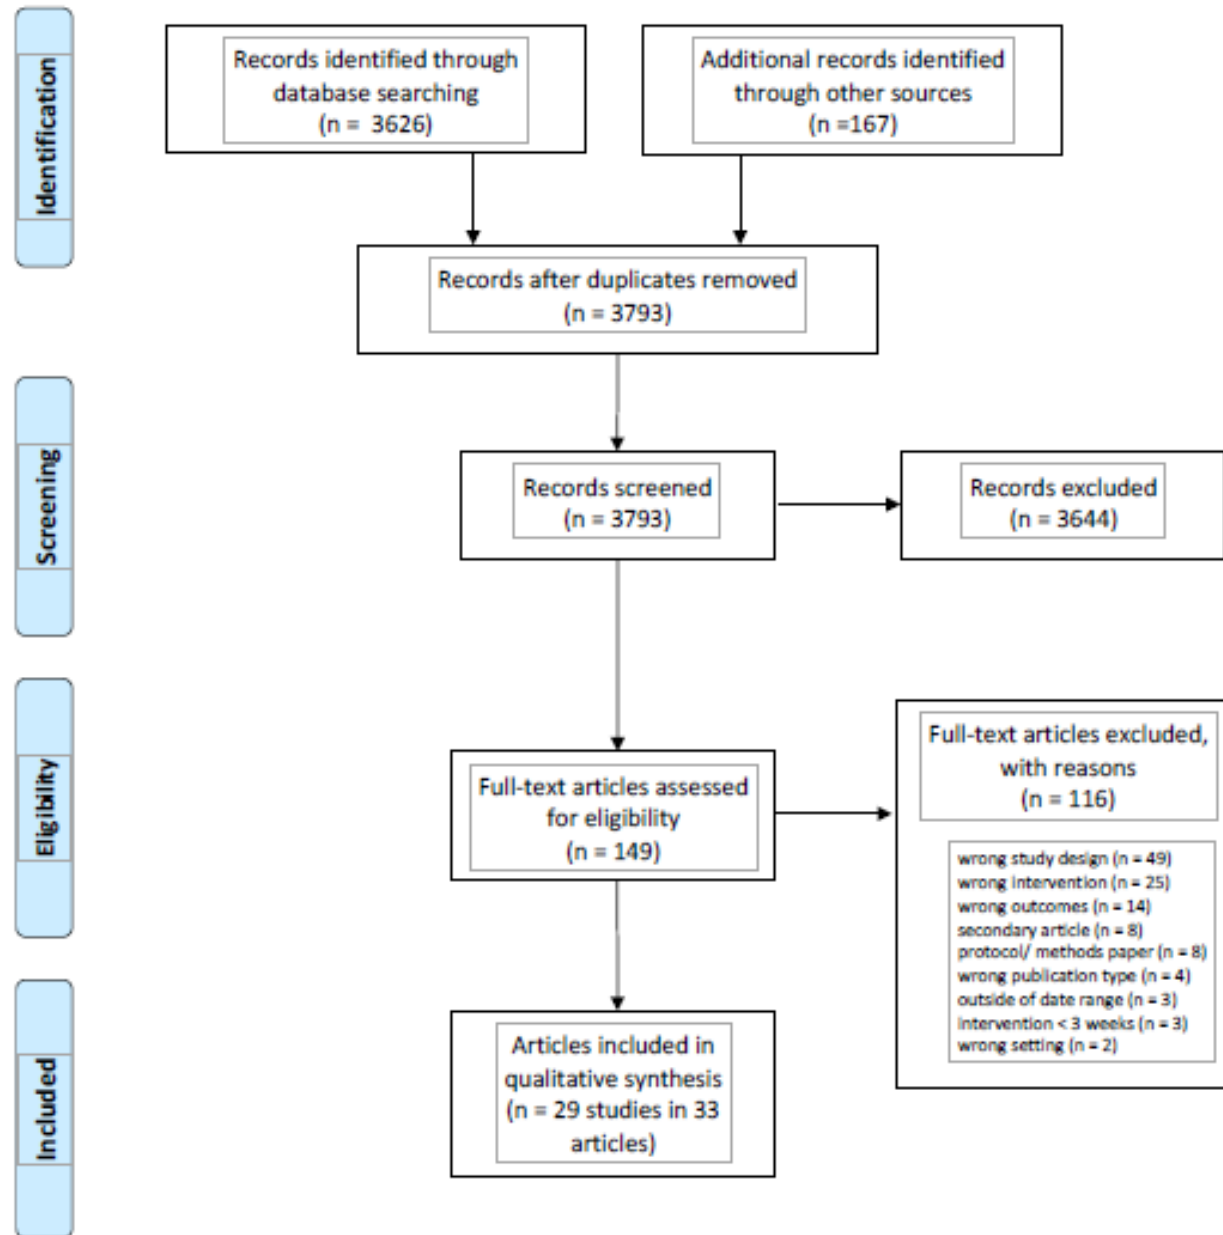 Identification
Records identified through
database searching
(n = 3626)
Additional records identified
through other sources
(n =167)
Records after duplicates removed
(n = 3793)
Screening
Records screened
(n = 3793)
Records excluded
(n = 3644)
Eligibility
Full-text articles assessed
for eligibility
(n = 149)
Full-text articles excluded,
with reasons
(n = 116)
wrong study design (n = 49)
wrong intervention (n = 25)
wrong outcomes (n = 14)
secondary article (n = 8)
protocol/ methods paper (n = 8)
wrong publication type (n = 4)
outside of date range (n = 3)
intervention < 3 weeks (n = 3)
wrong setting (n = 2)
Included
Articles included in
qualitative synthesis
(n = 29 studies in 33
articles)